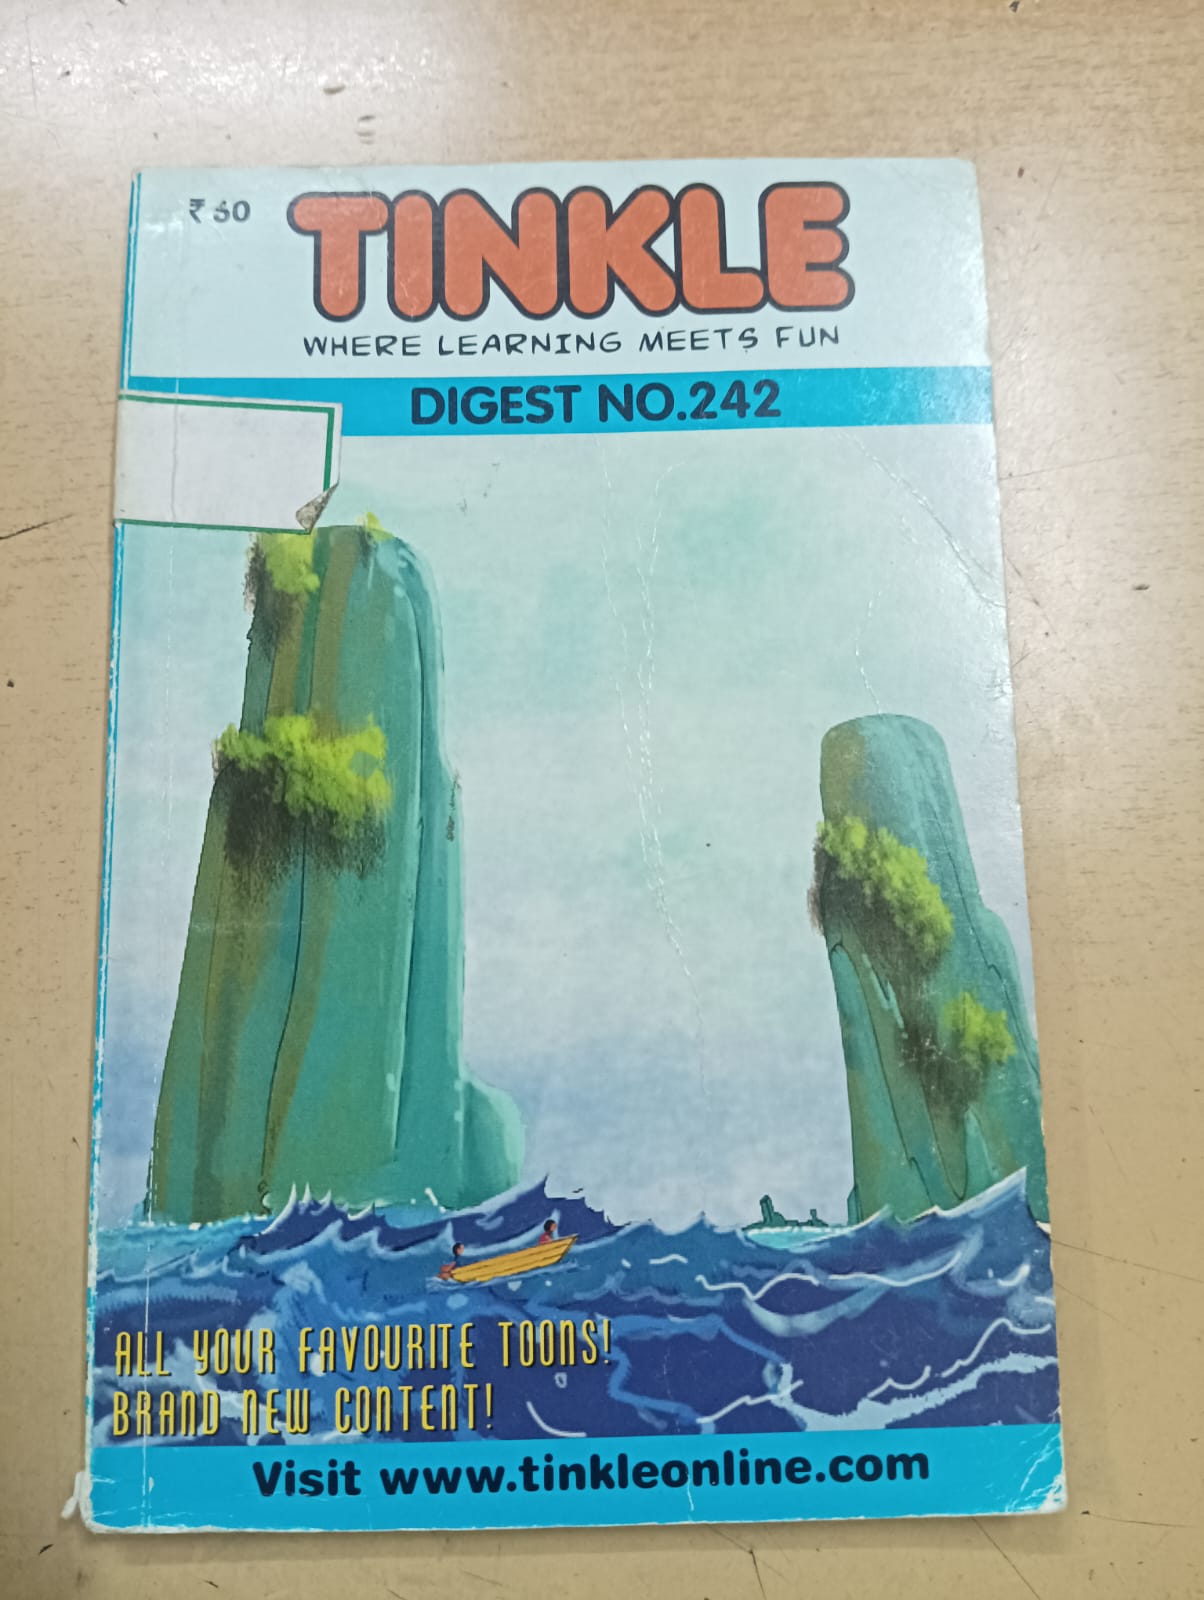 ₹ 60
TINKLE
WHERE LEARNING MEETS FUN
DIGEST NO.242
ALL YOUR FAVOURITE TOONS!
BRAND NEW CONTENT!
Visit www.tinkleonline.com